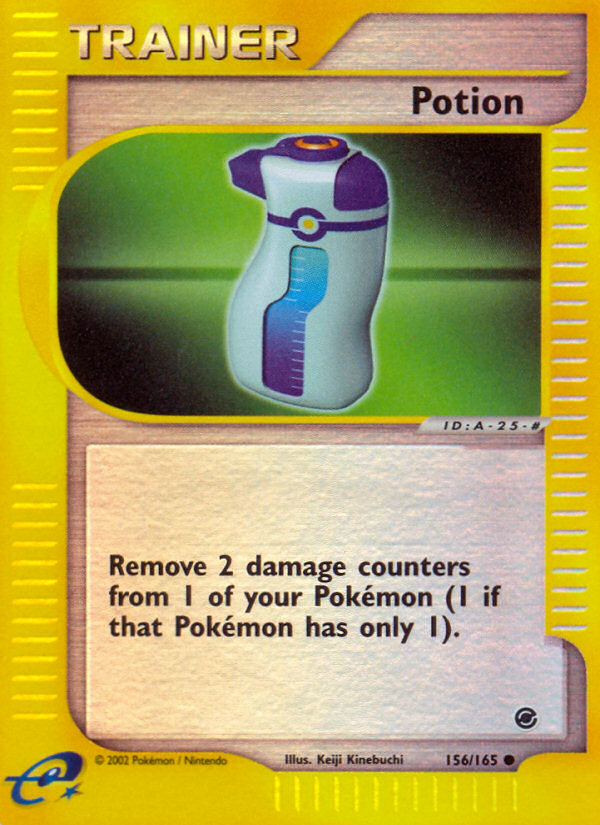 TRAINER
Potion
ID:A-25-#
Remove 2 damage counters
from 1 of your Pokémon (1 if
that Pokémon has only 1).
© 2002 Pokémon / Nintendo
Illus. Keiji Kinebuchi
156/165
e